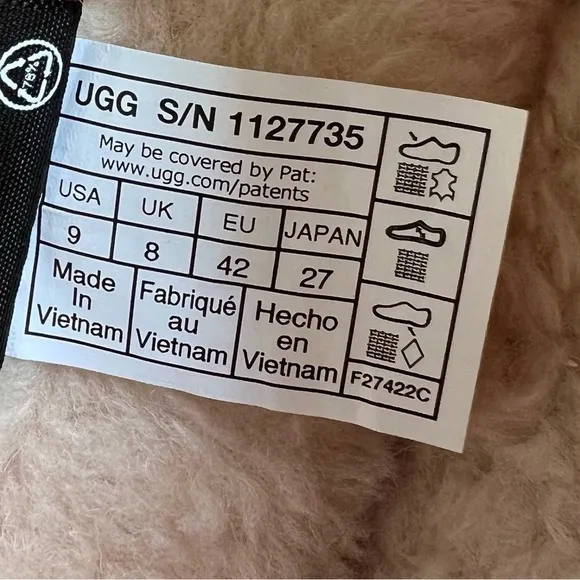 UGG S/N 1127735
May be covered by Pat:
www.ugg.com/patents
USA UK EU JAPAN
9 8 42 27
Made
In
Vietnam
Fabriqué
au
Vietnam
Hecho
en
Vietnam
F27422C